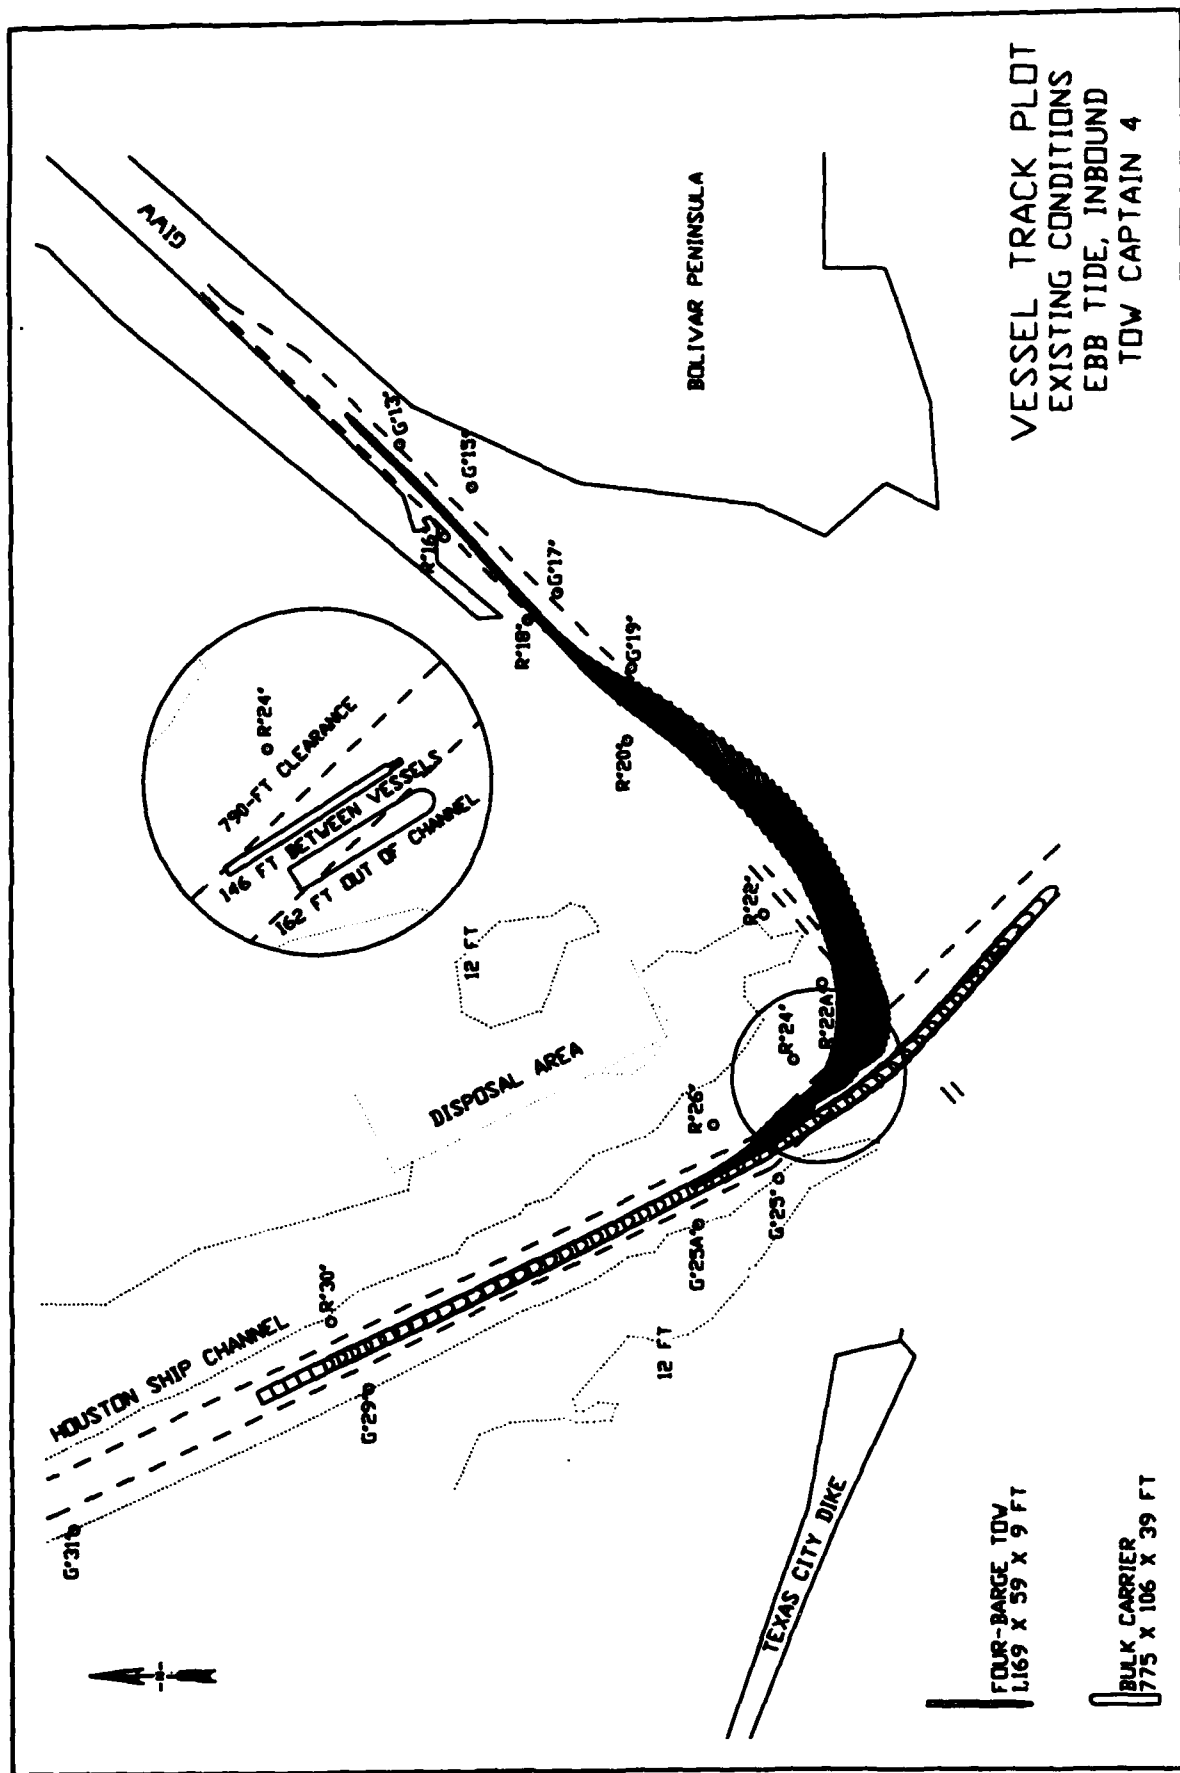 VESSEL TRACK PLOT
EXISTING CONDITIONS
EBB TIDE, INBOUND
TOW CAPTAIN 4
GIWW
BOLIVAR PENINSULA
G"13"
G"15"
R"16"
G"17"
R"18"
G"19"
R"20"
R"22"
R"22A"
R"24"
R"26"
G"25"
G"25A"
R"30"
G"29"
G"31"
R"24"
790-FT CLEARANCE
146 FT BETWEEN VESSELS
162 FT OUT OF CHANNEL
12 FT
DISPOSAL AREA
HOUSTON SHIP CHANNEL
12 FT
TEXAS CITY DIKE
N
FOUR-BARGE TOW
1,169 X 59 X 9 FT
BULK CARRIER
775 X 106 X 39 FT